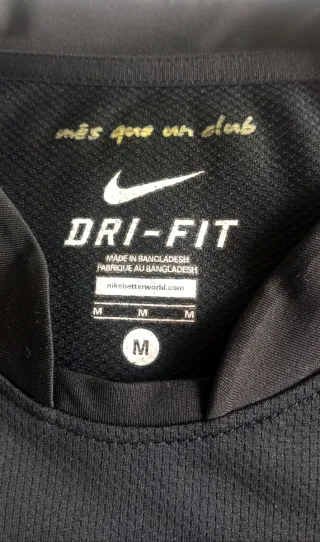 més que un club
DRI-FIT
MADE IN BANGLADESH
FABRIQUE AU BANGLADESH
nikebetterworld.com
M M M
M